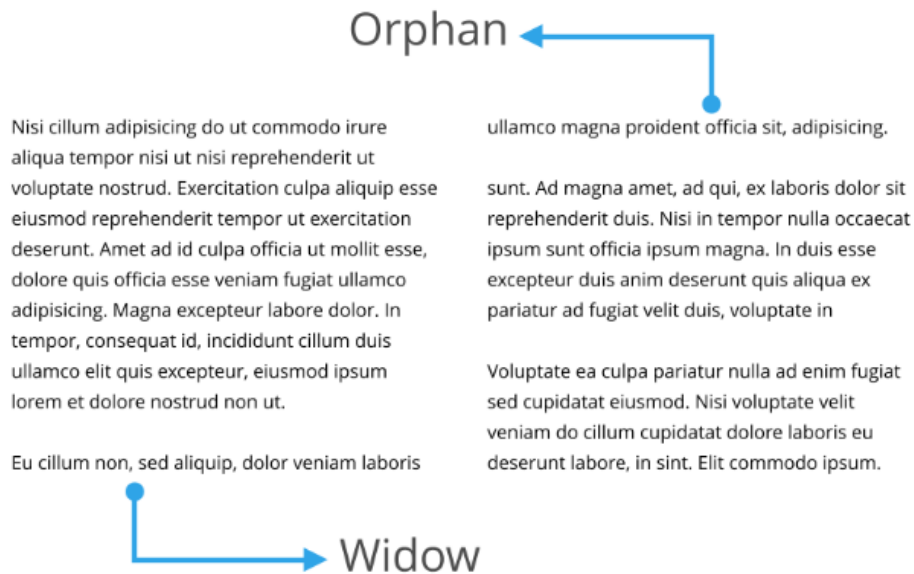 Orphan
Nisi cillum adipisicing do ut commodo irure
aliqua tempor nisi ut nisi reprehenderit ut
voluptate nostrud. Exercitation culpa aliquip esse
eiusmod reprehenderit tempor ut exercitation
deserunt. Amet ad id culpa officia ut mollit esse,
dolore quis officia esse veniam fugiat ullamco
adipisicing. Magna excepteur labore dolor. In
tempor, consequat id, incididunt cillum duis
ullamco elit quis excepteur, eiusmod ipsum
lorem et dolore nostrud non ut.
Eu cillum non, sed aliquip, dolor veniam laboris
ullamco magna proident officia sit, adipisicing.
sunt. Ad magna amet, ad qui, ex laboris dolor sit
reprehenderit duis. Nisi in tempor nulla occaecat
ipsum sunt officia ipsum magna. In duis esse
excepteur duis anim deserunt quis aliqua ex
pariatur ad fugiat velit duis, voluptate in
Voluptate ea culpa pariatur nulla ad enim fugiat
sed cupidatat eiusmod. Nisi voluptate velit
veniam do cillum cupidatat dolore laboris eu
deserunt labore, in sint. Elit commodo ipsum.
Widow